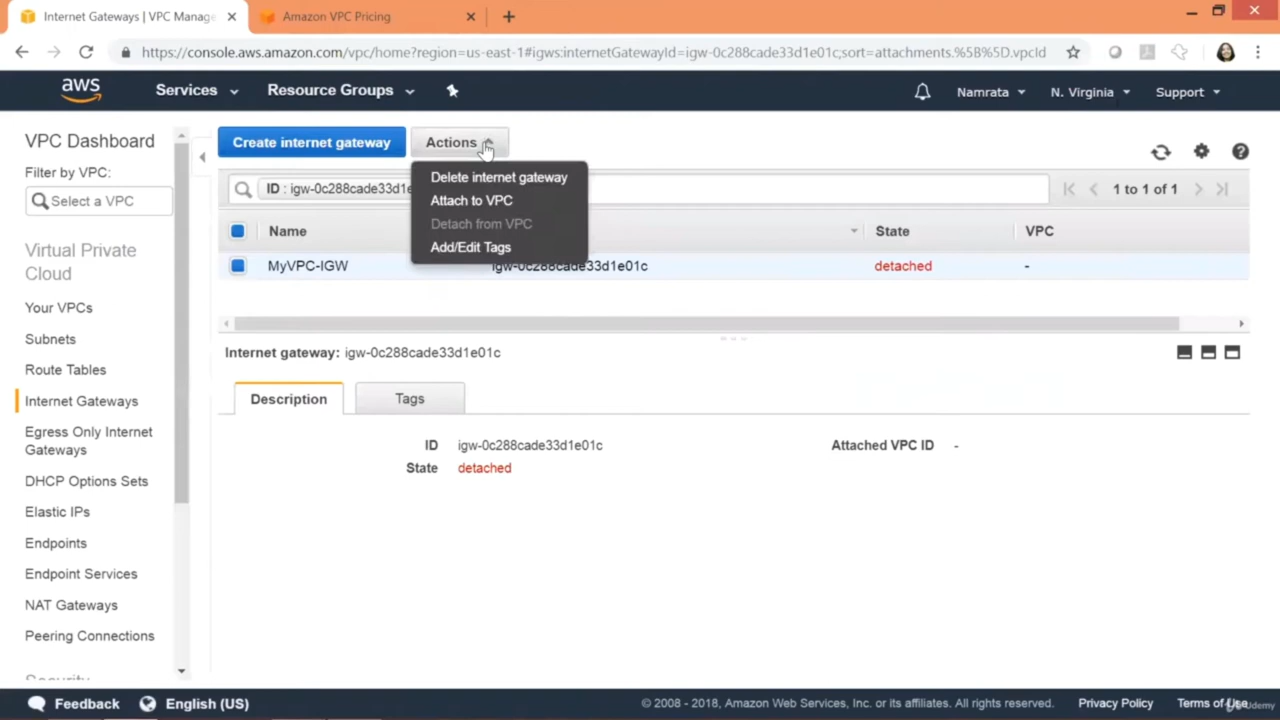 Internet Gateways | VPC Manage
Amazon VPC Pricing
https://console.aws.amazon.com/vpc/home?region=us-east-1#igws:internetGatewayId=igw-0c288cade33d1e01c;sort=attachments.%5B%5D.vpcId
aws
Services
Resource Groups
Namrata
N. Virginia
Support
VPC Dashboard
Filter by VPC:
Select a VPC
Virtual Private
Cloud
Your VPCs
Subnets
Route Tables
Internet Gateways
Egress Only Internet
Gateways
DHCP Options Sets
Elastic IPs
Endpoints
Endpoint Services
NAT Gateways
Peering Connections
Create internet gateway
Actions
Delete internet gateway
Attach to VPC
Detach from VPC
Add/Edit Tags
ID : igw-0c288cade33d1e
1 to 1 of 1
Name
State
VPC
MyVPC-IGW
igw-0c288cade33d1e01c
detached
-
Internet gateway: igw-0c288cade33d1e01c
Description
Tags
ID igw-0c288cade33d1e01c
Attached VPC ID -
State detached
Feedback
English (US)
© 2008 - 2018, Amazon Web Services, Inc. or its affiliates. All rights reserved.
Privacy Policy
Terms of Use
Udemy